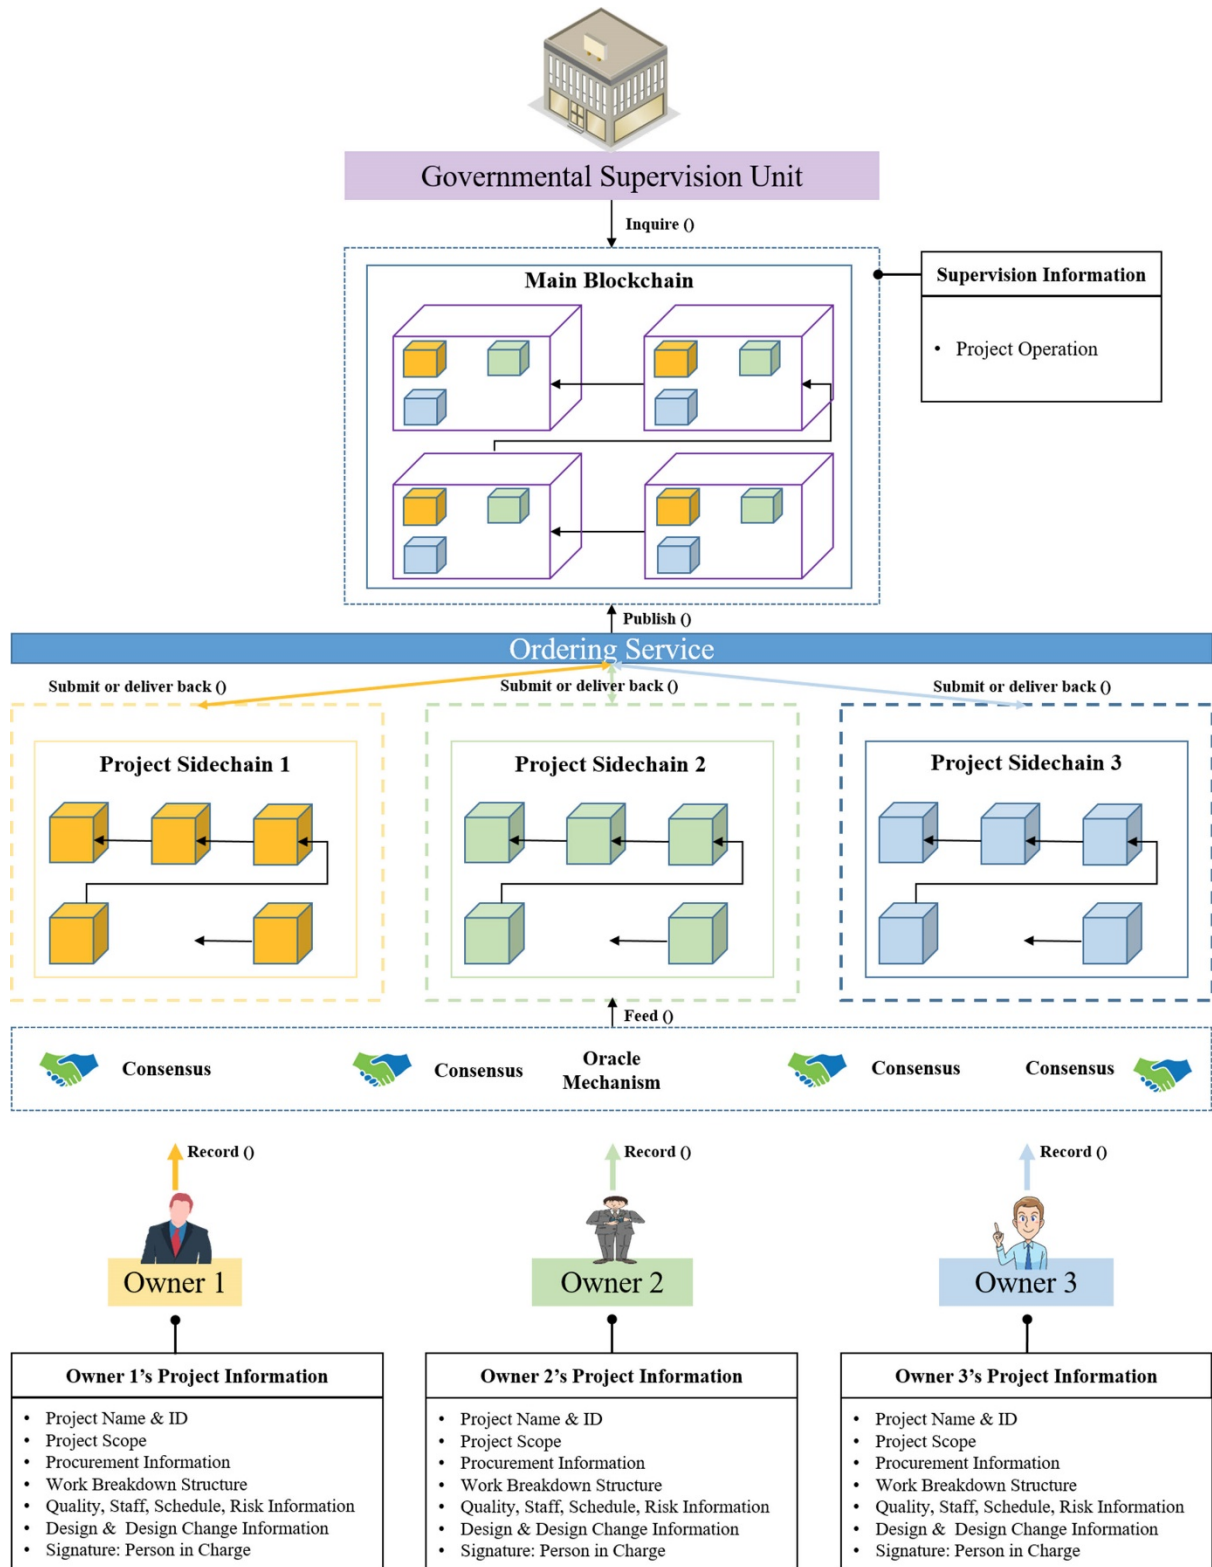 Governmental Supervision Unit
Inquire ()
Main Blockchain
Supervision Information
• Project Operation
Publish ()
Ordering Service
Submit or deliver back ()
Submit or deliver back ()
Submit or deliver back ()
Project Sidechain 1
Project Sidechain 2
Project Sidechain 3
Feed ()
Consensus
Consensus
Oracle
Mechanism
Consensus
Consensus
Record ()
Record ()
Record ()
Owner 1
Owner 2
Owner 3
Owner 1's Project Information
• Project Name & ID
• Project Scope
• Procurement Information
• Work Breakdown Structure
• Quality, Staff, Schedule, Risk Information
• Design & Design Change Information
• Signature: Person in Charge
Owner 2's Project Information
• Project Name & ID
• Project Scope
• Procurement Information
• Work Breakdown Structure
• Quality, Staff, Schedule, Risk Information
• Design & Design Change Information
• Signature: Person in Charge
Owner 3's Project Information
• Project Name & ID
• Project Scope
• Procurement Information
• Work Breakdown Structure
• Quality, Staff, Schedule, Risk Information
• Design & Design Change Information
• Signature: Person in Charge